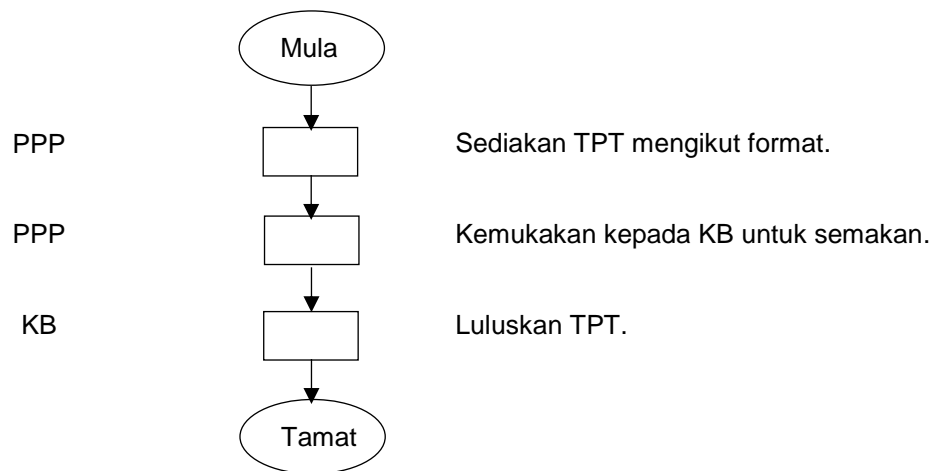 Mula
PPP Sediakan TPT mengikut format.
PPP Kemukakan kepada KB untuk semakan.
KB Luluskan TPT.
Tamat